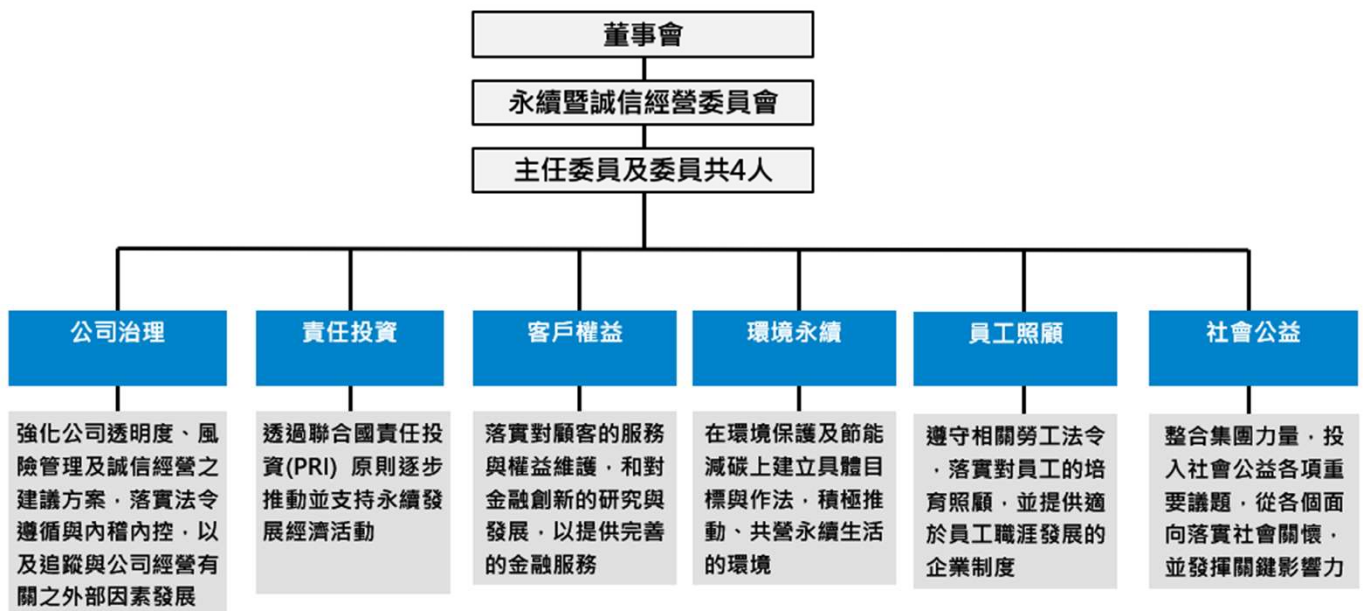 董事會
永續暨誠信經營委員會
主任委員及委員共4人
公司治理
責任投資
客戶權益
環境永續
員工照顧
社會公益
強化公司透明度、風
險管理及誠信經營之
建議方案，落實法令
遵循與內稽內控，以
及追蹤與公司經營有
關之外部因素發展
透過聯合國責任投
資(PRI) 原則逐步
推動並支持永續發
展經濟活動
落實對顧客的服務
與權益維護，和對
金融創新的研究與
發展，以提供完善
的金融服務
在環境保護及節能
減碳上建立具體目
標與作法，積極推
動、共營永續生活
的環境
遵守相關勞工法令
，落實對員工的培
育照顧，並提供適
於員工職涯發展的
企業制度
整合集團力量，投
入社會公益各項重
要議題，從各個面
向落實社會關懷，
並發揮關鍵影響力